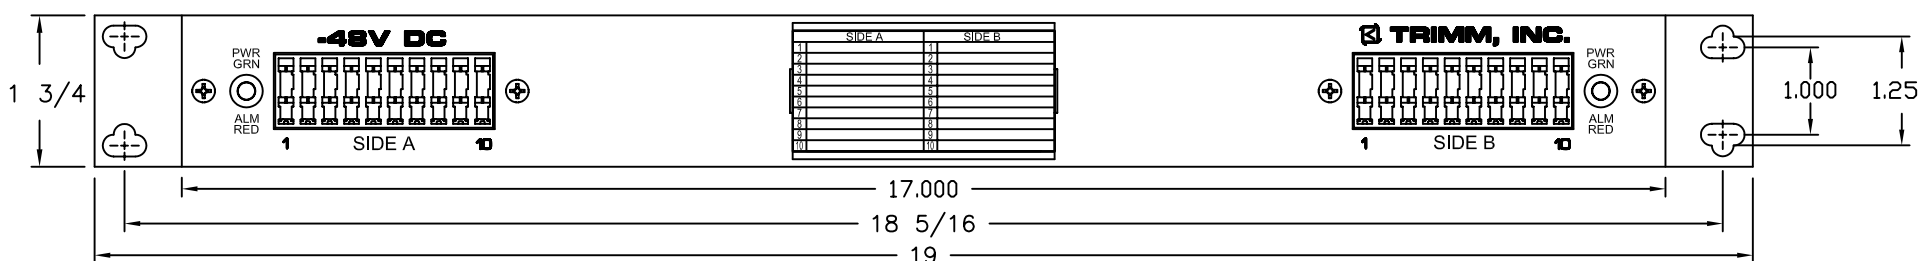 -48V DC
TRIMM, INC.
PWR
GRN
ALM
RED
1 SIDE A 10
SIDE A SIDE B
1 1
2 2
3 3
4 4
5 5
6 6
7 7
8 8
9 9
10 10
PWR
GRN
ALM
RED
1 SIDE B 10
1 3/4
1.000
1.25
17.000
18 5/16
19